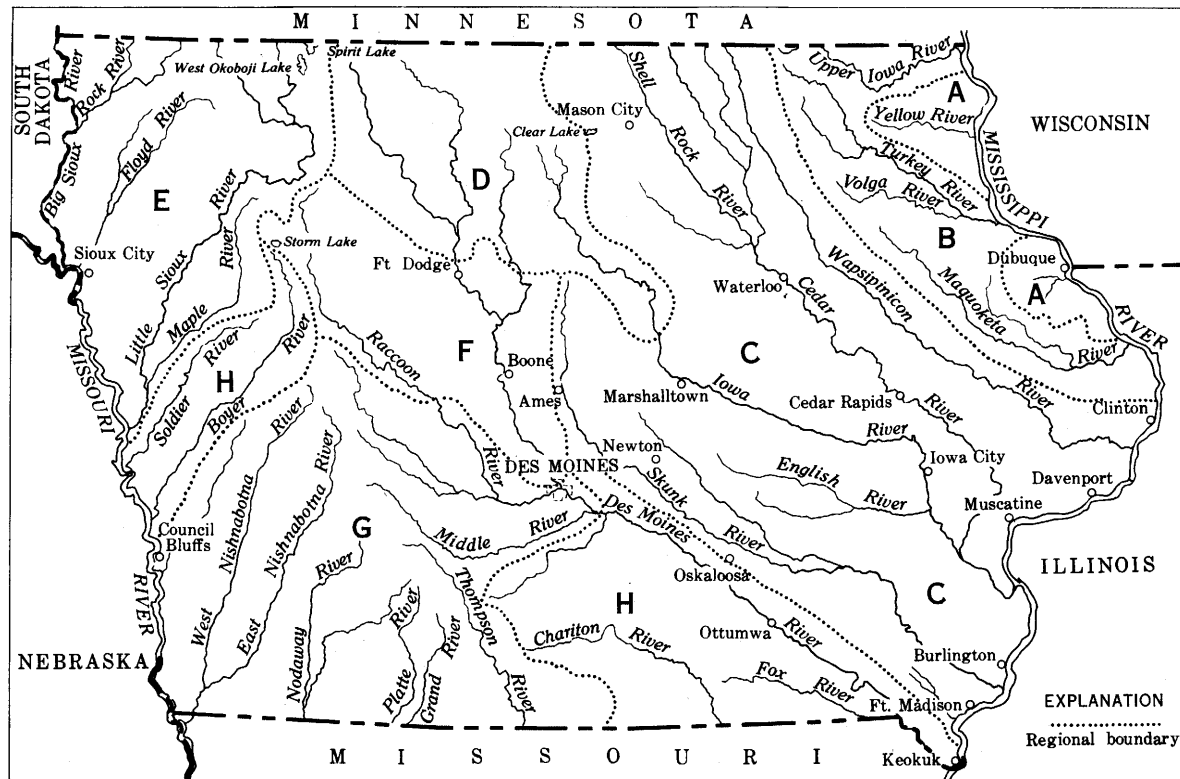 MINNESOTA
SOUTH DAKOTA
WISCONSIN
NEBRASKA
ILLINOIS
MISSOURI
Big Sioux River
Rock River
Floyd River
West Okoboji Lake
Spirit Lake
Clear Lake
Mason City
Shell Rock River
Upper Iowa River
A
Yellow River
MISSISSIPPI RIVER
Turkey River
Volga River
E
D
B
Little Sioux River
Maple River
Sioux City
Storm Lake
Ft Dodge
Waterloo
Cedar River
Wapsipinicon River
Maquokela River
Dubuque
A
MISSOURI RIVER
Soldier River
H
Boyer River
Raccoon River
F
Boone
Ames
Marshalltown
C
Iowa River
Cedar Rapids
Clinton
Newton
DES MOINES
Skunk River
English River
Iowa City
Davenport
Muscatine
Council Bluffs
West Nishnabotna River
East Nishnabotna River
G
Middle River
Des Moines River
Oskaloosa
Nodaway River
Platte River
Grand River
Thompson River
H
Chariton River
Ottumwa
Fox River
C
Burlington
Ft. Madison
Keokuk
EXPLANATION
Regional boundary